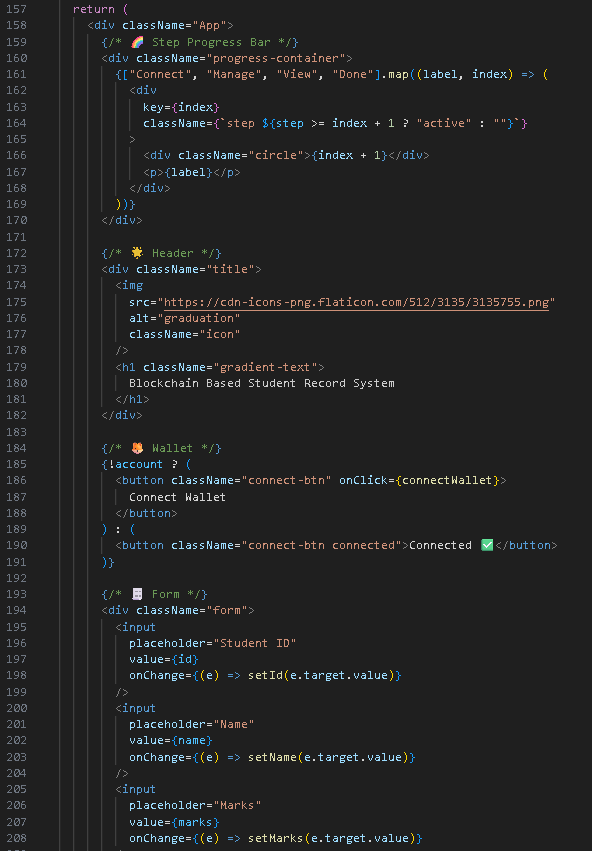 157 return (
158 <div className="App">
159 {/* 🌈 Step Progress Bar */}
160 <div className="progress-container">
161 {["Connect", "Manage", "View", "Done"].map((label, index) => (
162 <div
163 key={index}
164 className={`step ${step >= index + 1 ? "active" : ""}`}
165 >
166 <div className="circle">{index + 1}</div>
167 <p>{label}</p>
168 </div>
169 ))}
170 </div>
171
172 {/* 🌟 Header */}
173 <div className="title">
174 <img
175 src="https://cdn-icons-png.flaticon.com/512/3135/3135755.png"
176 alt="graduation"
177 className="icon"
178 />
179 <h1 className="gradient-text">
180 Blockchain Based Student Record System
181 </h1>
182 </div>
183
184 {/* 🦊 Wallet */}
185 {!account ? (
186 <button className="connect-btn" onClick={connectWallet}>
187 Connect Wallet
188 </button>
189 ) : (
190 <button className="connect-btn connected">Connected ✅</button>
191 )}
192
193 {/* 🧾 Form */}
194 <div className="form">
195 <input
196 placeholder="Student ID"
197 value={id}
198 onChange={(e) => setId(e.target.value)}
199 />
200 <input
201 placeholder="Name"
202 value={name}
203 onChange={(e) => setName(e.target.value)}
204 />
205 <input
206 placeholder="Marks"
207 value={marks}
208 onChange={(e) => setMarks(e.target.value)}